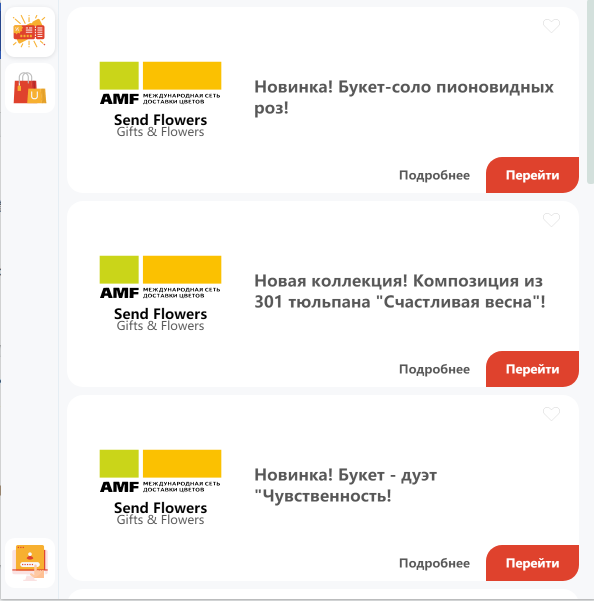 AMF МЕЖДУНАРОДНАЯ СЕТЬ
ДОСТАВКИ ЦВЕТОВ
Send Flowers
Gifts & Flowers
Новинка! Букет-соло пионовидных
роз!
Подробнее
Перейти
AMF МЕЖДУНАРОДНАЯ СЕТЬ
ДОСТАВКИ ЦВЕТОВ
Send Flowers
Gifts & Flowers
Новая коллекция! Композиция из
301 тюльпана "Счастливая весна"!
Подробнее
Перейти
AMF МЕЖДУНАРОДНАЯ СЕТЬ
ДОСТАВКИ ЦВЕТОВ
Send Flowers
Gifts & Flowers
Новинка! Букет - дуэт
"Чувственность!
Подробнее
Перейти